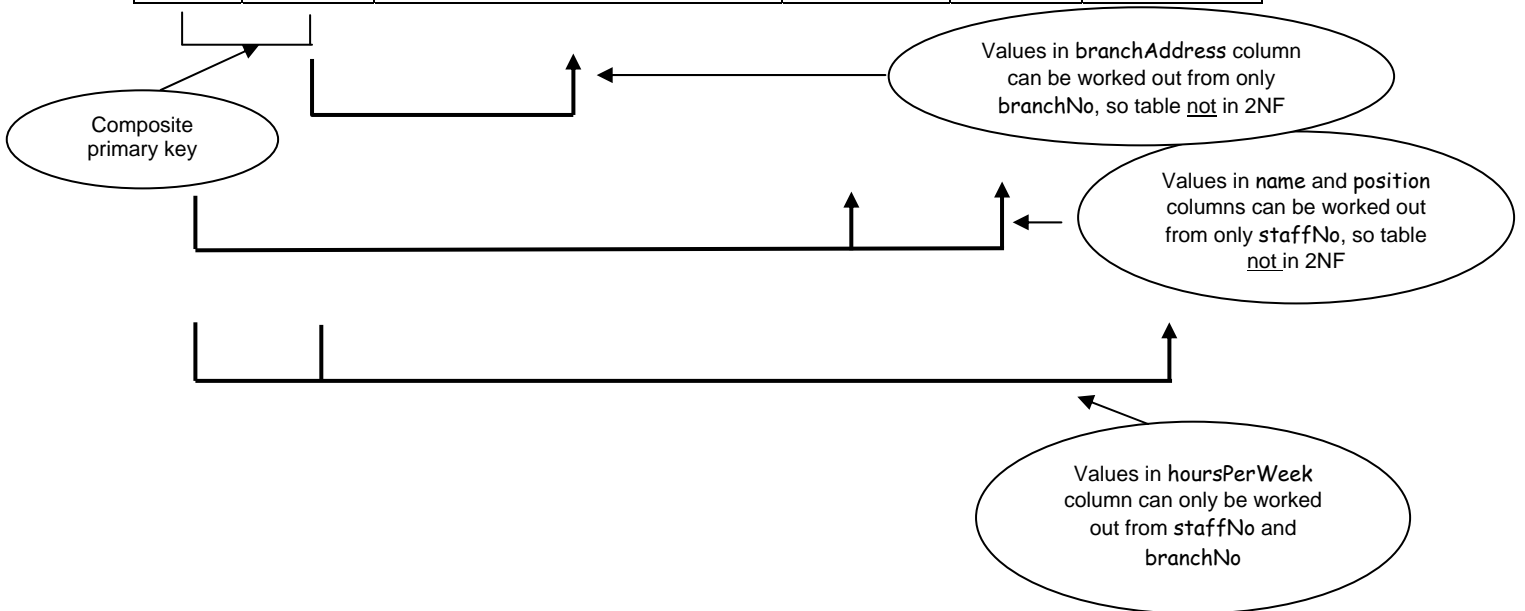 Values in branchAddress column
can be worked out from only
branchNo, so table not in 2NF
Composite
primary key
Values in name and position
columns can be worked out
from only staffNo, so table
not in 2NF
Values in hoursPerWeek
column can only be worked
out from staffNo and
branchNo